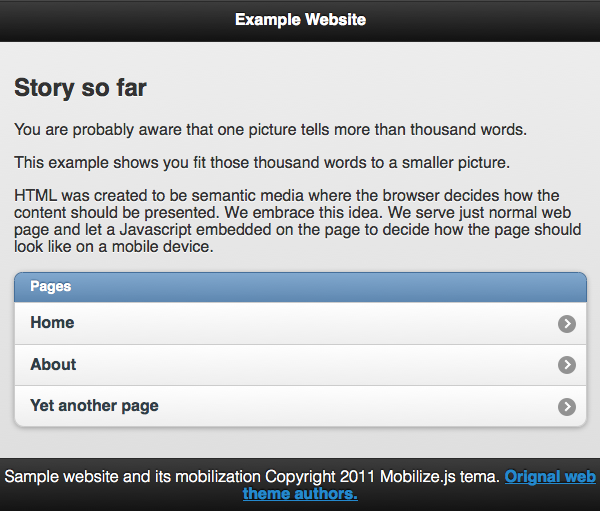 Example Website
Story so far
You are probably aware that one picture tells more than thousand words.
This example shows you fit those thousand words to a smaller picture.
HTML was created to be semantic media where the browser decides how the
content should be presented. We embrace this idea. We serve just normal web
page and let a Javascript embedded on the page to decide how the page should
look like on a mobile device.
Pages
Home
About
Yet another page
Sample website and its mobilization Copyright 2011 Mobilize.js tema. Orignal web
theme authors.